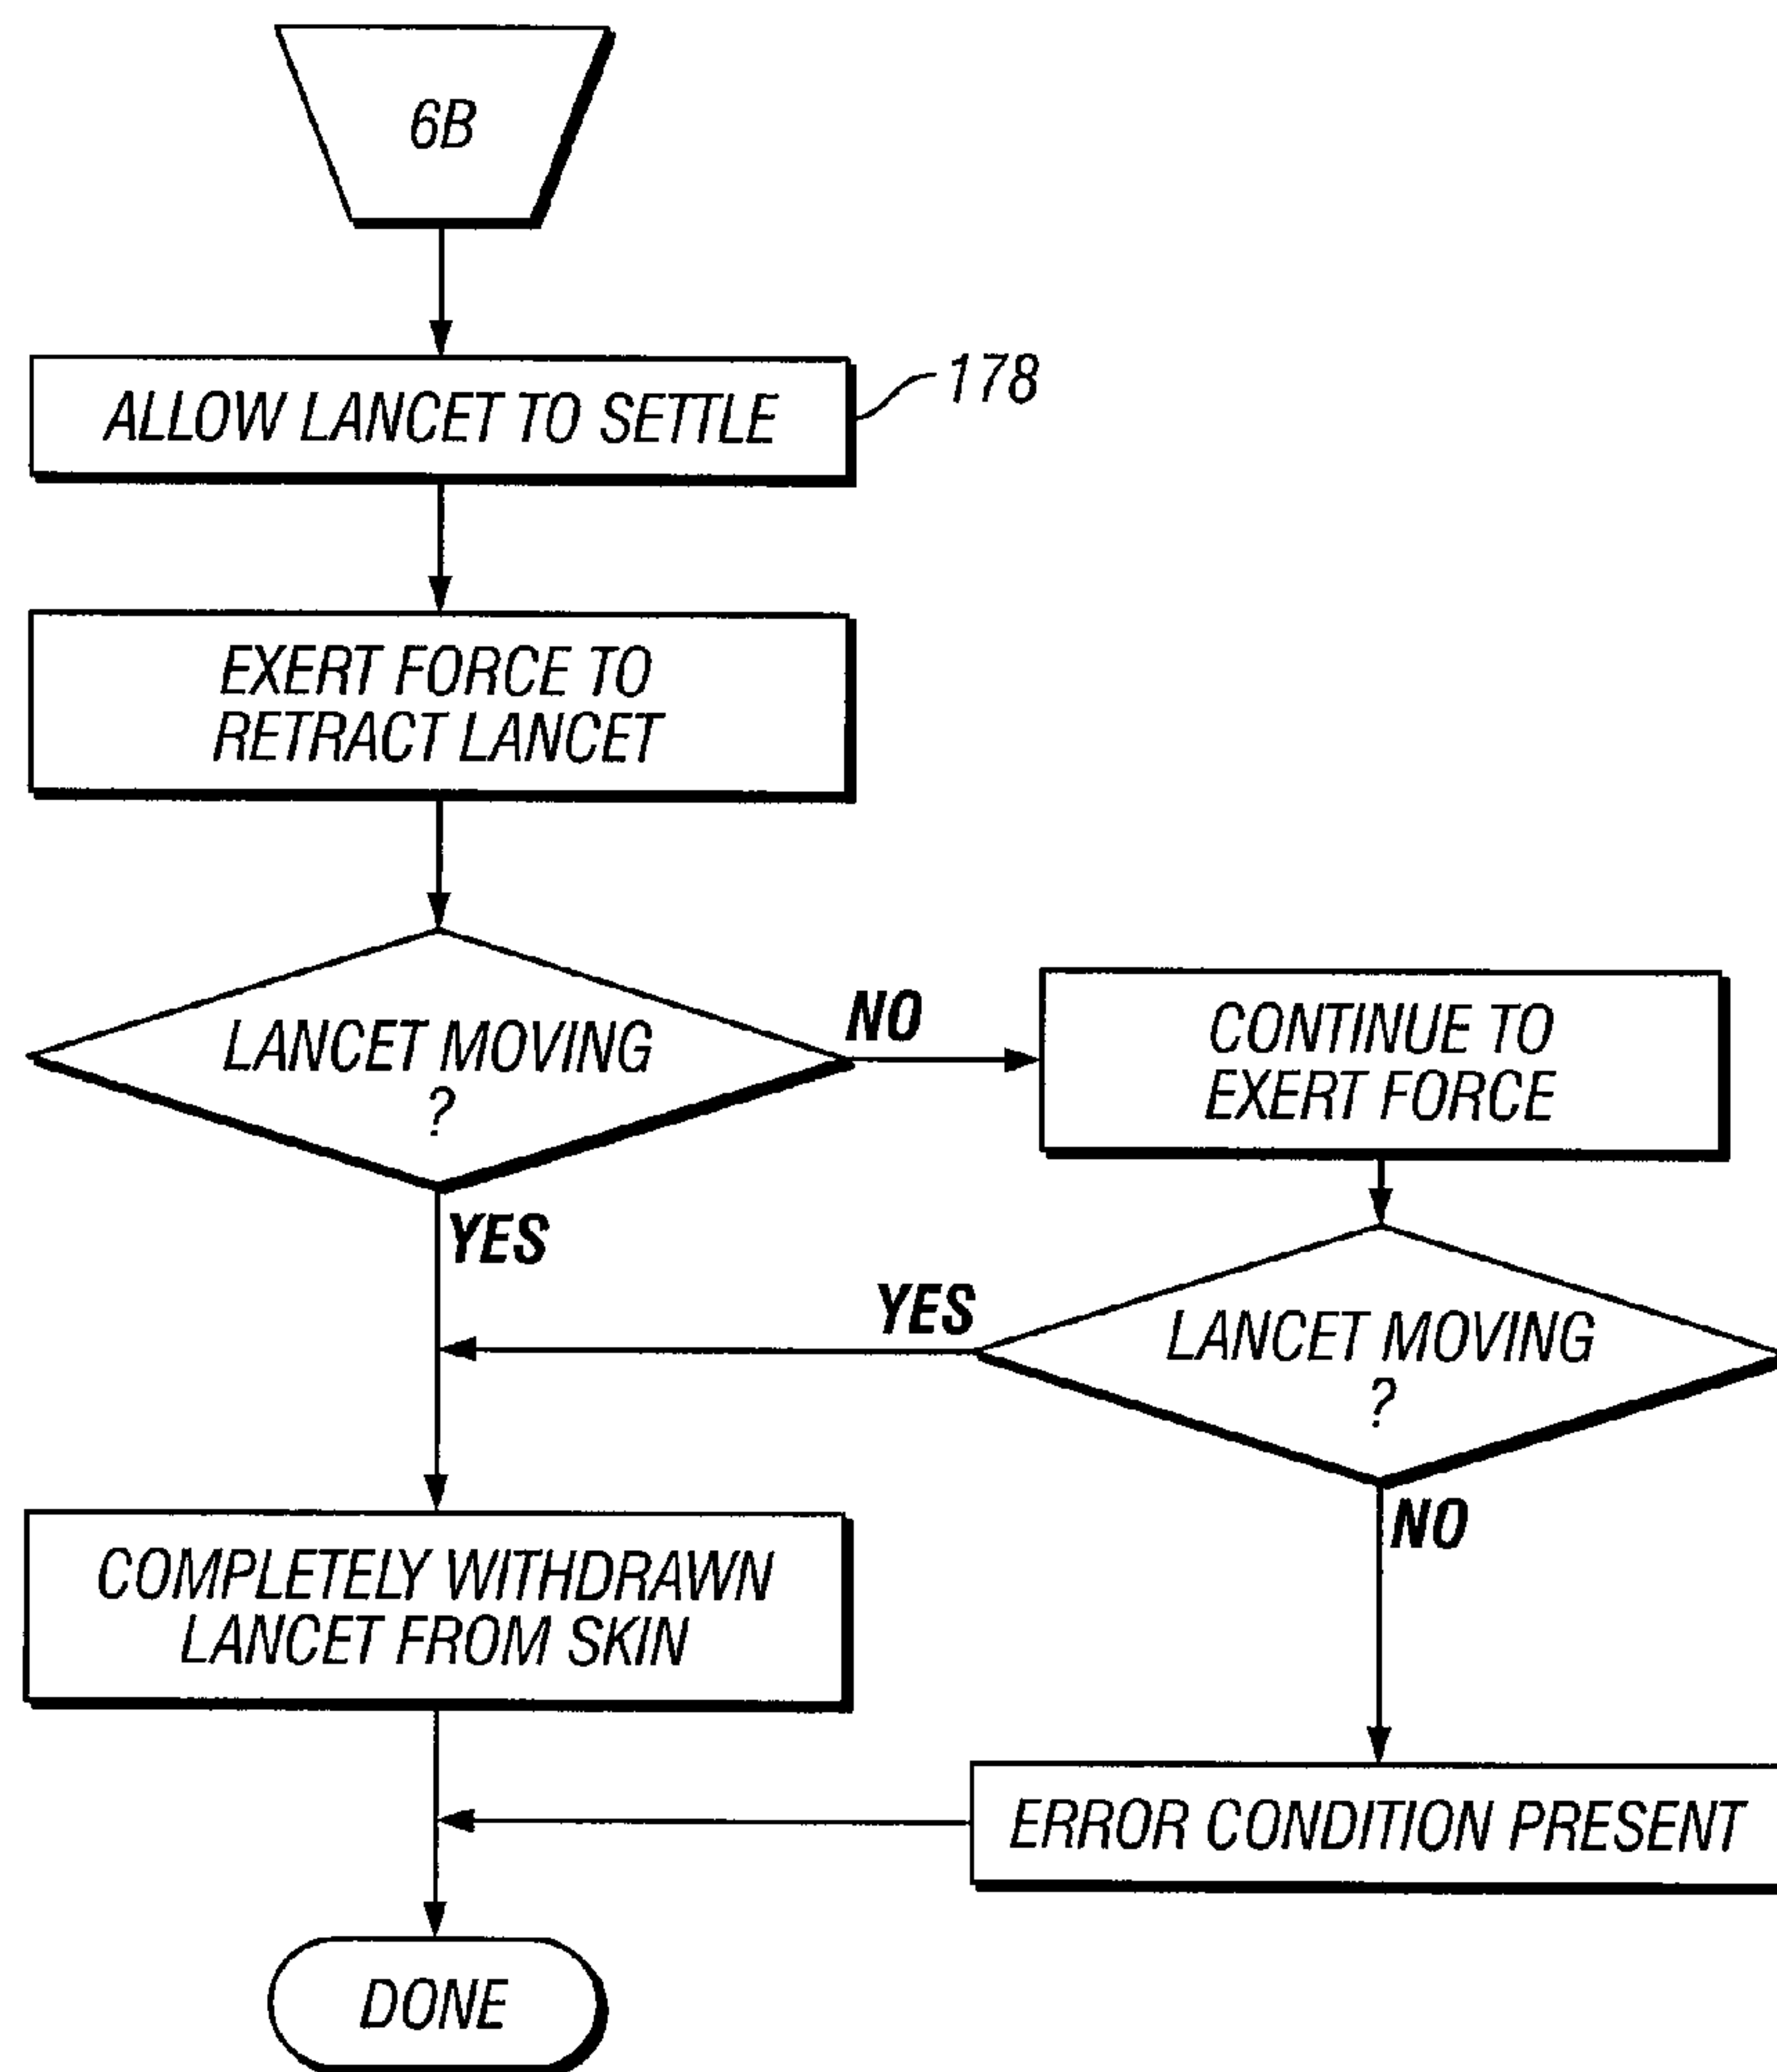 6B
ALLOW LANCET TO SETTLE
178
EXERT FORCE TO
RETRACT LANCET
LANCET MOVING
?
NO
CONTINUE TO
EXERT FORCE
YES
YES
LANCET MOVING
?
NO
COMPLETELY WITHDRAWN
LANCET FROM SKIN
ERROR CONDITION PRESENT
DONE